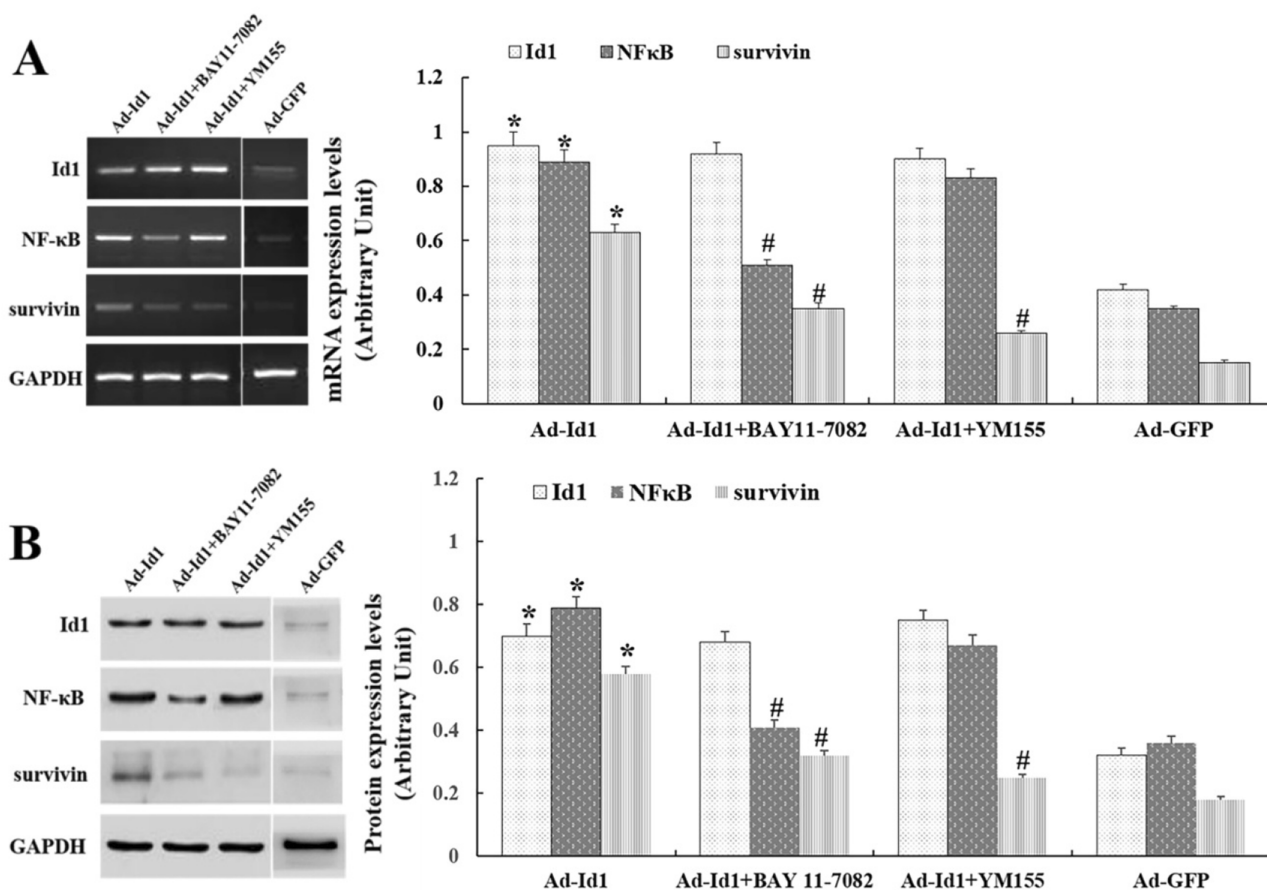 A
Ad-Id1
Ad-Id1+BAY11-7082
Ad-Id1+YM155
Ad-GFP
Id1
NF-κB
survivin
GAPDH
mRNA expression levels
(Arbitrary Unit)
Id1 NFκB survivin
1.2
1
0.8
0.6
0.4
0.2
0
* * *
# #
#
Ad-Id1 Ad-Id1+BAY11-7082 Ad-Id1+YM155 Ad-GFP
B
Ad-Id1
Ad-Id1+BAY11-7082
Ad-Id1+YM155
Ad-GFP
Id1
NF-κB
survivin
GAPDH
Protein expression levels
(Arbitrary Unit)
Id1 NFκB survivin
1.2
1
0.8
0.6
0.4
0.2
0
* * *
# #
#
Ad-Id1 Ad-Id1+BAY 11-7082 Ad-Id1+YM155 Ad-GFP